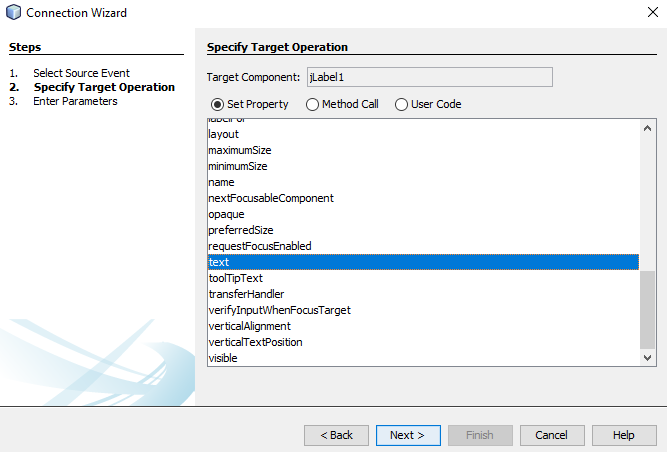 Connection Wizard
Steps
1. Select Source Event
2. Specify Target Operation
3. Enter Parameters
Specify Target Operation
Target Component: jLabel1
Set Property Method Call User Code
labelFor
layout
maximumSize
minimumSize
name
nextFocusableComponent
opaque
preferredSize
requestFocusEnabled
text
toolTipText
transferHandler
verifyInputWhenFocusTarget
verticalAlignment
verticalTextPosition
visible
< Back Next > Finish Cancel Help